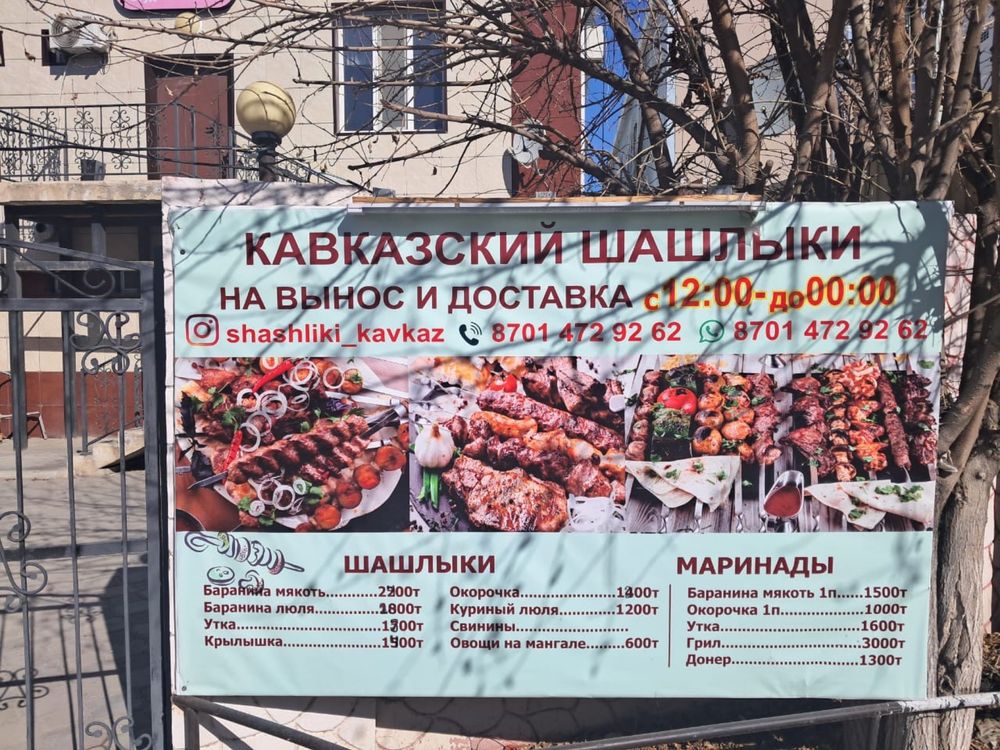 КАВКАЗСКИЙ ШАШЛЫКИ
НА ВЫНОС И ДОСТАВКА с12:00-до00:00
shashliki_kavkaz 8701 472 92 62 8701 472 92 62
ШАШЛЫКИ
Баранина мякоть
Баранина люля
Утка
Крылышка
Окорочка
Куриный люля............1200т
Свинины
Овощи на мангале......600т
МАРИНАДЫ
Баранина мякоть 1п.....1500т
Окорочка 1п.................1000т
Утка..............................1600т
Грил..............................3000т
Донер............................1300т